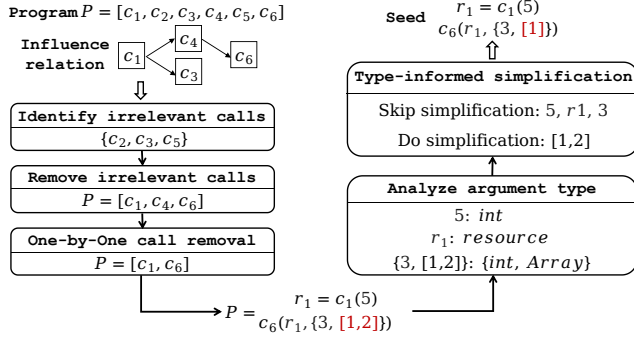 Program P = [c₁, c₂, c₃, c₄, c₅, c₆]
Influence relation
c₁
c₄
c₃
c₆
Identify irrelevant calls
{c₂, c₃, c₅}
Remove irrelevant calls
P = [c₁, c₄, c₆]
One-by-One call removal
P = [c₁, c₆]
P = r₁ = c₁(5)
c₆(r₁, {3, [1,2]})
Analyze argument type
5: int
r₁: resource
{3, [1,2]}: {int, Array}
Type-informed simplification
Skip simplification: 5, r1, 3
Do simplification: [1,2]
Seed r₁ = c₁(5)
c₆(r₁, {3, [1]})